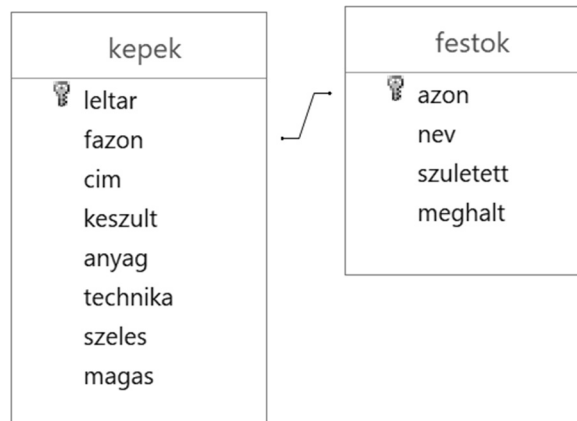 kepek
leltar
fazon
cim
keszult
anyag
technika
szeles
magas
festok
azon
nev
szuletett
meghalt